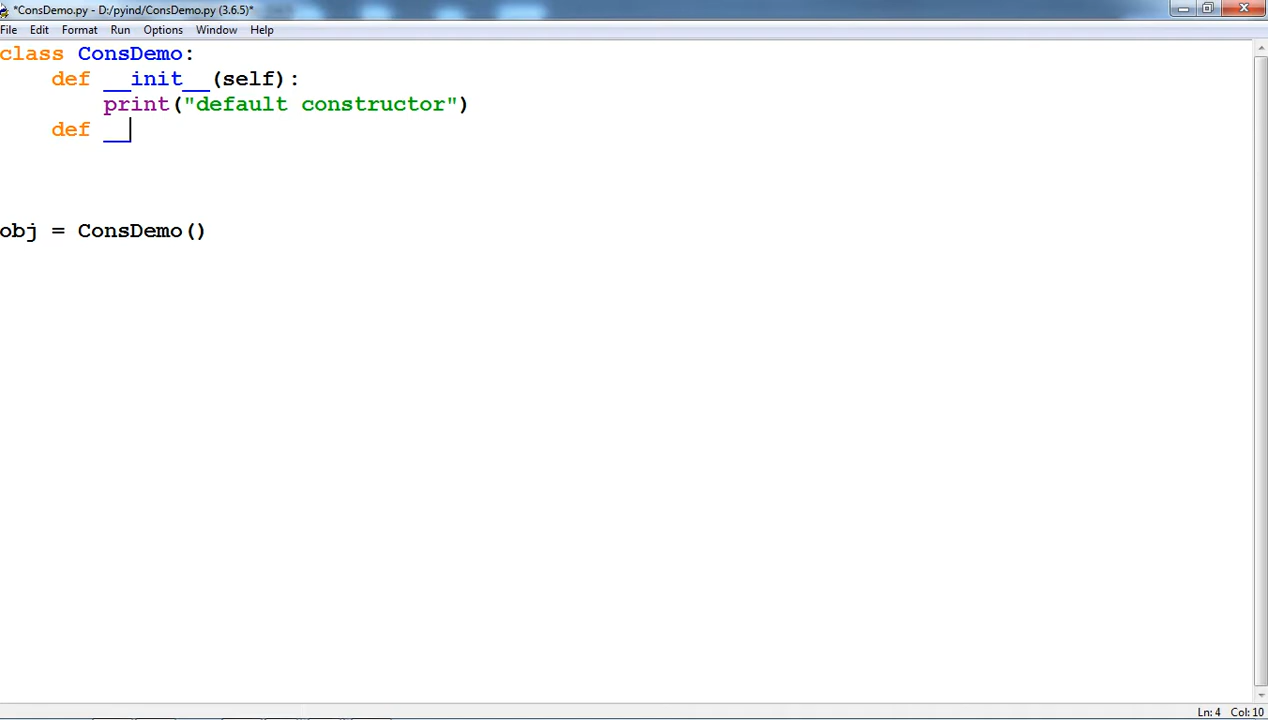 *ConsDemo.py - D:/pyind/ConsDemo.py (3.6.5)*
File Edit Format Run Options Window Help
class ConsDemo:
    def __init__(self):
        print("default constructor")
    def __
obj = ConsDemo()
Ln: 4 Col: 10